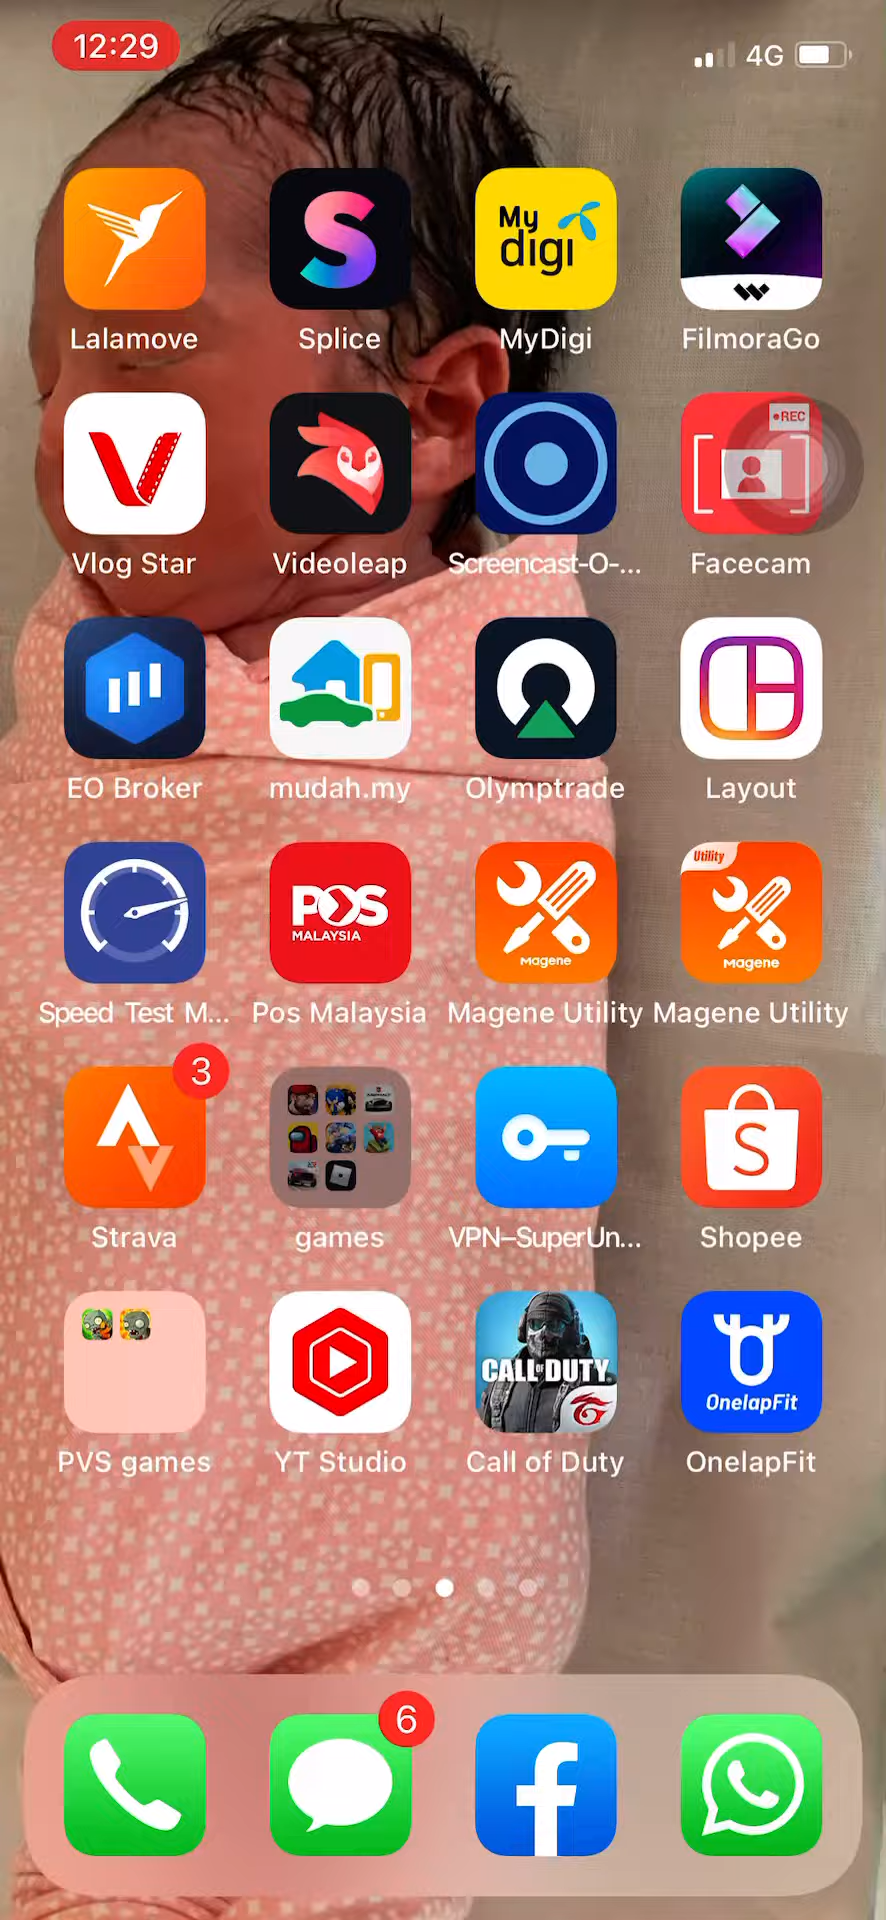 12:29
4G
My
digi
Lalamove
Splice
MyDigi
FilmoraGo
REC
Vlog Star
Videoleap
Screencast-O-...
Facecam
EO Broker
mudah.my
Olymptrade
Layout
POS
MALAYSIA
Magene
Utility
Magene
Speed Test M...
Pos Malaysia
Magene Utility
Magene Utility
3
Strava
games
VPN–SuperUn...
S
Shopee
CALL OF DUTY
OnelapFit
PVS games
YT Studio
Call of Duty
OnelapFit
6